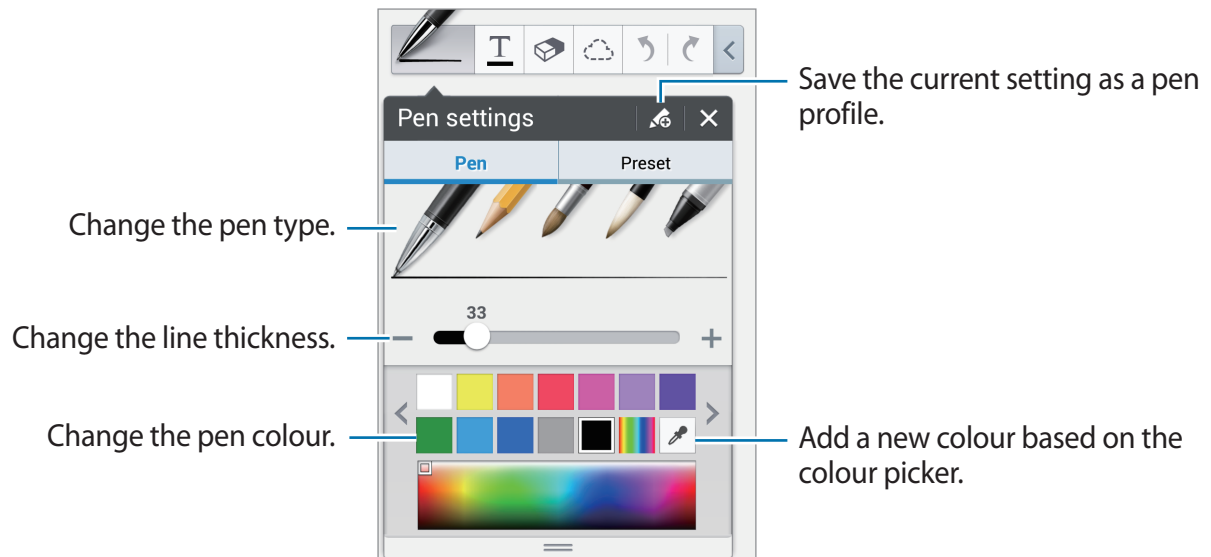 T
Save the current setting as a pen
profile.
Pen settings
Pen
Preset
Change the pen type.
33
Change the line thickness.
Change the pen colour.
Add a new colour based on the
colour picker.